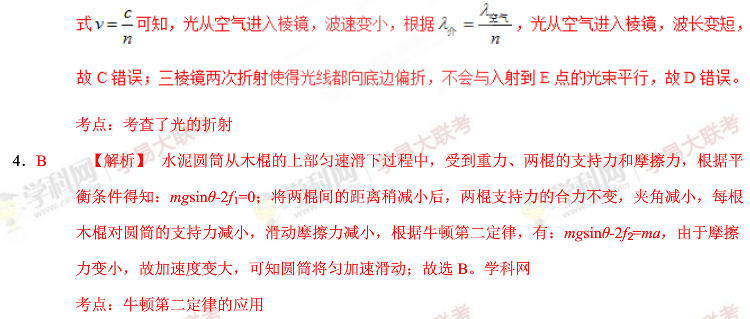 式 v = c/n 可知，光从空气进入棱镜，波速变小，根据 λ介 = λ空气/n，光从空气进入棱镜，波长变短，
故 C 错误；三棱镜两次折射使得光线都向底边偏折，不会与入射到 E 点的光束平行，故 D 错误。
考点：考查了光的折射
4．B 【解析】 水泥圆筒从木棍的上部匀速滑下过程中，受到重力、两棍的支持力和摩擦力，根据平
衡条件得知：mgsinθ-2f₁=0；将两棍间的距离稍减小后，两棍支持力的合力不变，夹角减小，每根
木棍对圆筒的支持力减小，滑动摩擦力减小，根据牛顿第二定律，有：mgsinθ-2f₂=ma，由于摩擦
力变小，故加速度变大，可知圆筒将匀加速滑动；故选 B。学科网
考点：牛顿第二定律的应用